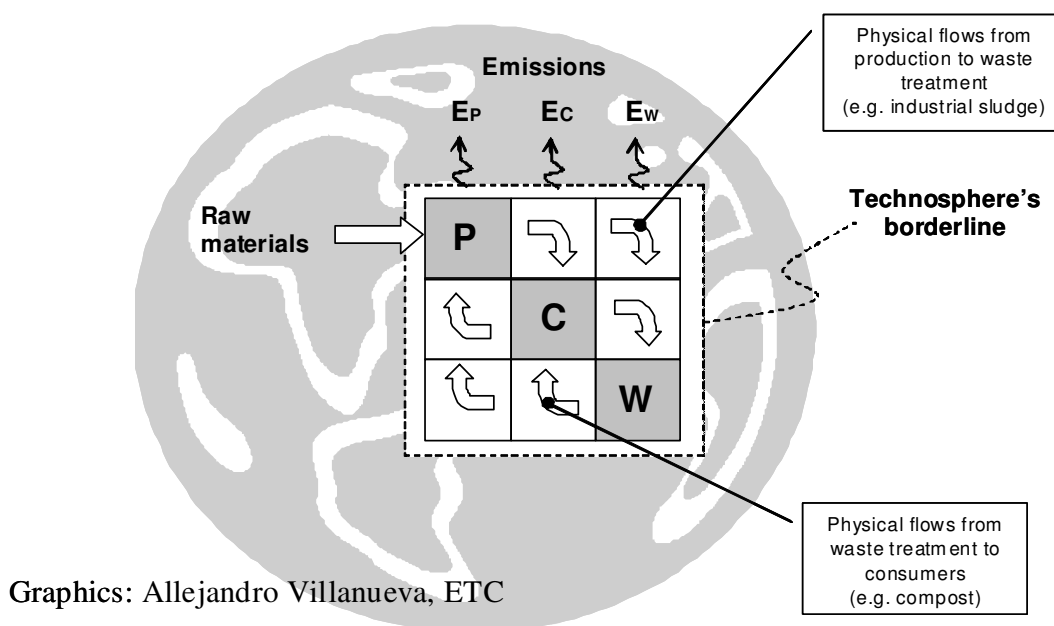 Physical flows from
production to waste
treatment
(e.g. industrial sludge)
Emissions
EP EC EW
Technosphere's
borderline
Raw
materials
P
C
W
Physical flows from
waste treatment to
consumers
(e.g. compost)
Graphics: Allejandro Villanueva, ETC